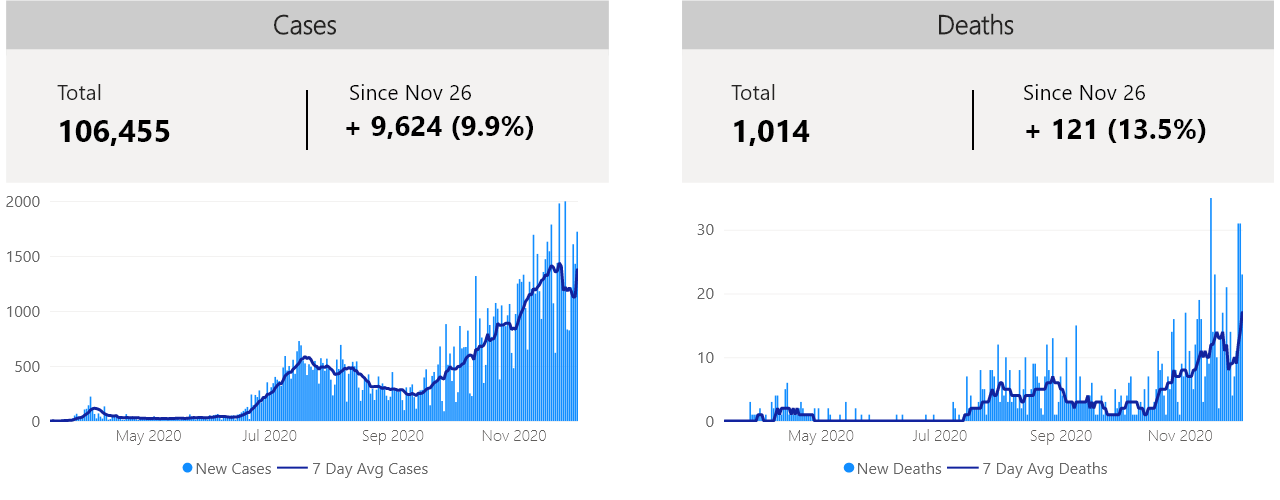 Cases
Total
106,455
Since Nov 26
+ 9,624 (9.9%)
2000
1500
1000
500
0
May 2020
Jul 2020
Sep 2020
Nov 2020
New Cases
7 Day Avg Cases
Deaths
Total
1,014
Since Nov 26
+ 121 (13.5%)
30
20
10
0
May 2020
Jul 2020
Sep 2020
Nov 2020
New Deaths
7 Day Avg Deaths